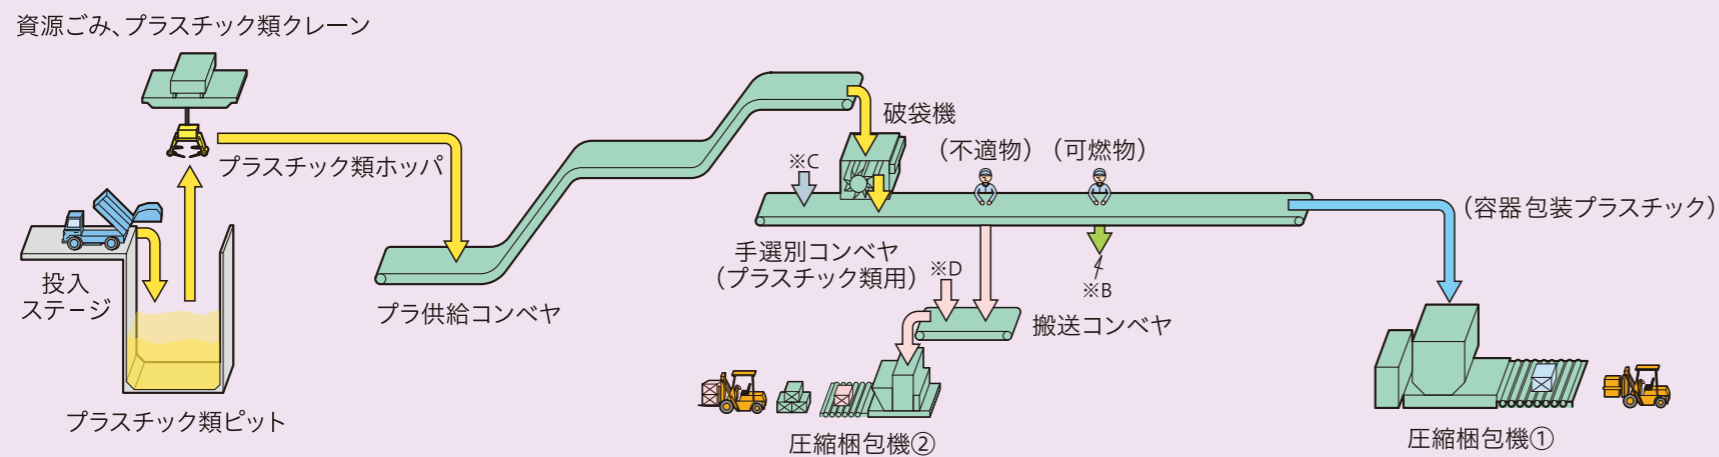 資源ごみ、プラスチック類クレーン
破袋機
(不適物)
(可燃物)
※C
プラスチック類ホッパ
(容器包装プラスチック)
手選別コンベヤ
(プラスチック類用)
※D
※B
投入
ステージ
プラ供給コンベヤ
搬送コンベヤ
プラスチック類ピット
圧縮梱包機②
圧縮梱包機①